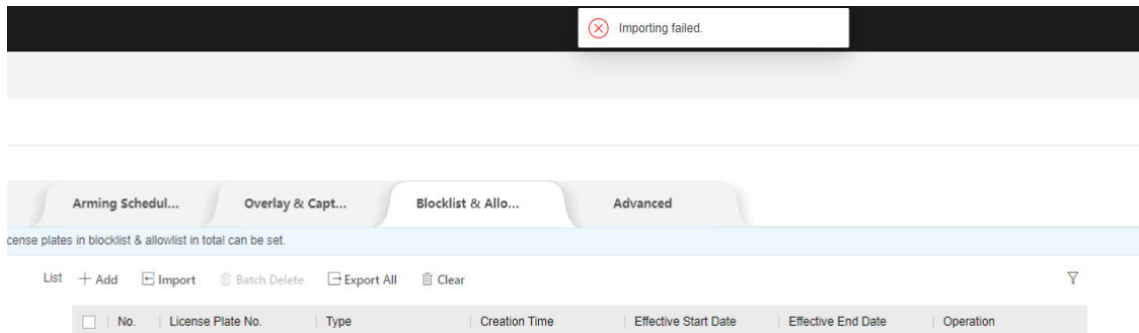 Importing failed.
Arming Schedul... Overlay & Capt... Blocklist & Allo... Advanced
license plates in blocklist & allowlist in total can be set.
List Add Import Batch Delete Export All Clear
No. License Plate No. Type Creation Time Effective Start Date Effective End Date Operation